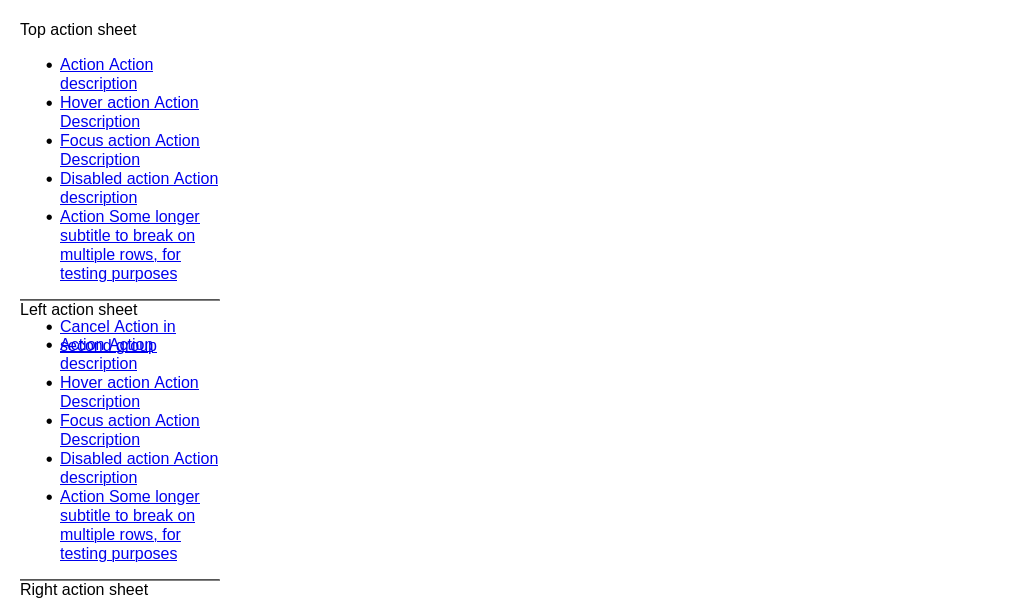 Top action sheet
Action Action
description
Hover action Action
Description
Focus action Action
Description
Disabled action Action
description
Action Some longer
subtitle to break on
multiple rows, for
testing purposes
Left action sheet
Cancel Action in
second group
Action Action
description
Hover action Action
Description
Focus action Action
Description
Disabled action Action
description
Action Some longer
subtitle to break on
multiple rows, for
testing purposes
Right action sheet